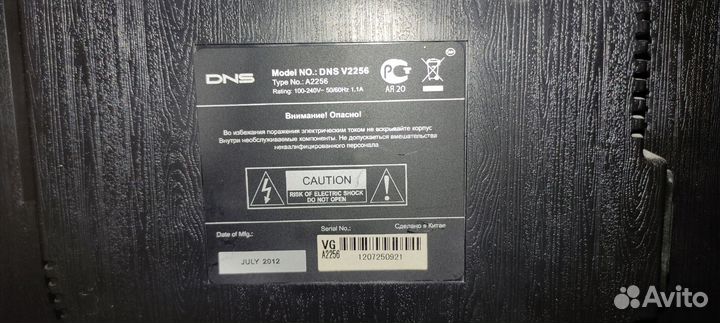 DNS
Model NO.: DNS V2256
Type No.: A2256
Rating: 100-240V~ 50/60Hz 1.1A
АЯ 20
Внимание! Опасно!
Во избежания поражения электрическим током не вскрывайте корпус
Внутри необслуживаемые компоненты. Не допускается вмешательства
неквалифицированного персонала
CAUTION
RISK OF ELECTRIC SHOCK
DO NOT OPEN
Date of Mfg.:
JULY 2012
Serial No.:
Сделано в Китае
VG
A2256
1207250921
Avito